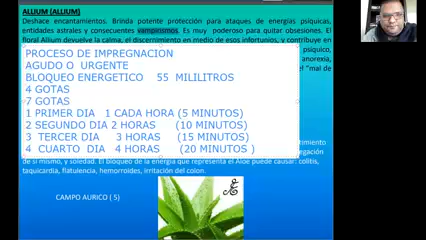 ALLIUM (ALLIUM)
Deshace encantamientos. Brinda potente protección para ataques de energías psíquicas,
entidades astrales y consecuentes vampirismos. Es muy poderoso para quitar obsesiones. El
floral Allium devuelve la calma, el discernimiento en medio de esos infortunios, y contribuye en
psíquico,
PROCESO DE IMPREGNACION
anorexia,
AGUDO O URGENTE
el "mal de
BLOQUEO ENERGETICO 55 MILILITROS
4 GOTAS
7 GOTAS
1 PRIMER DIA 1 CADA HORA (5 MINUTOS)
2 SEGUNDO DIA 2 HORAS (10 MINUTOS)
3 TERCER DIA 3 HORAS (15 MINUTOS)
4 CUARTO DIA 4 HORAS (20 MINUTOS )
de sí mismo, y soledad. El bloqueo de la energía que representa el Aloe puede causar: colitis,
taquicardia, flatulencia, hemorroides, irritación del colon.
CAMPO AURICO ( 5)